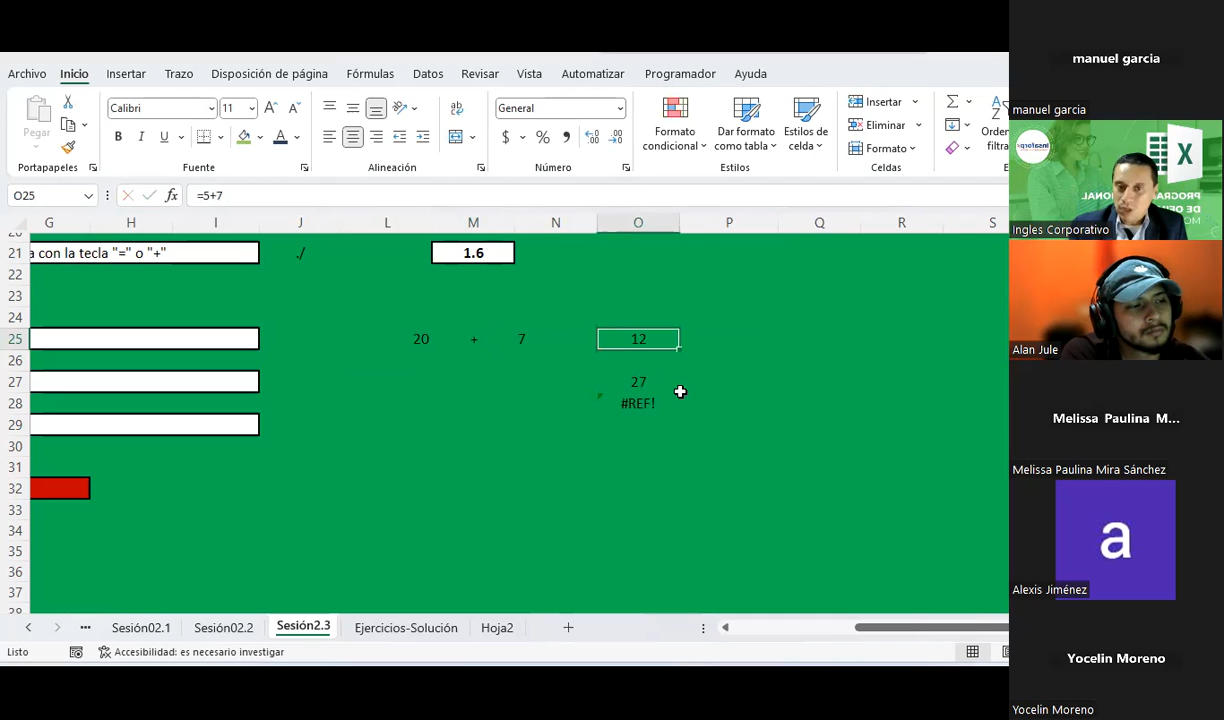 Archivo Inicio Insertar Trazo Disposición de página Fórmulas Datos Revisar Vista Automatizar Programador Ayuda
Pegar
Calibri 11
General
Formato condicional
Dar formato como tabla
Estilos de celda
Insertar
Eliminar
Formato
Portapapeles Fuente Alineación Número Estilos Celdas
O25 fx =5+7
G H I J L M N O P Q R S
21 a con la tecla "=" o "+" ./ 1.6
22
23
24
25 20 + 7 12
26
27 27
28 #REF!
29
30
31
32
33
34
35
36
37
38
Sesión02.1 Sesión02.2 Sesión2.3 Ejercicios-Solución Hoja2
Listo Accesibilidad: es necesario investigar
manuel garcia
manuel garcia
Ingles Corporativo
Alan Jule
Melissa Paulina M...
Melissa Paulina Mira Sánchez
a
Alexis Jiménez
Yocelin Moreno
Yocelin Moreno